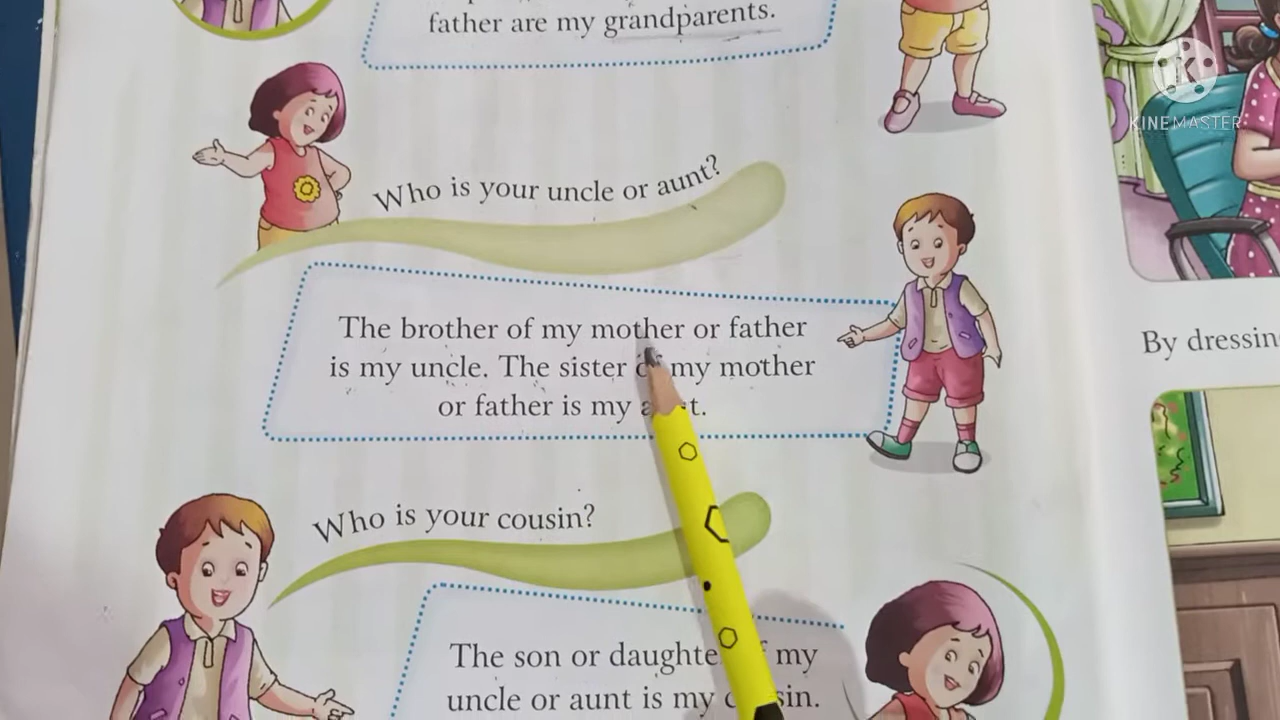 father are my grandparents.
KINEMASTER
Who is your uncle or aunt?
The brother of my mother or father
is my uncle. The sister my mother
or father is my
By dressin
Who is your cousin?
The son or daughte my
uncle or aunt is my